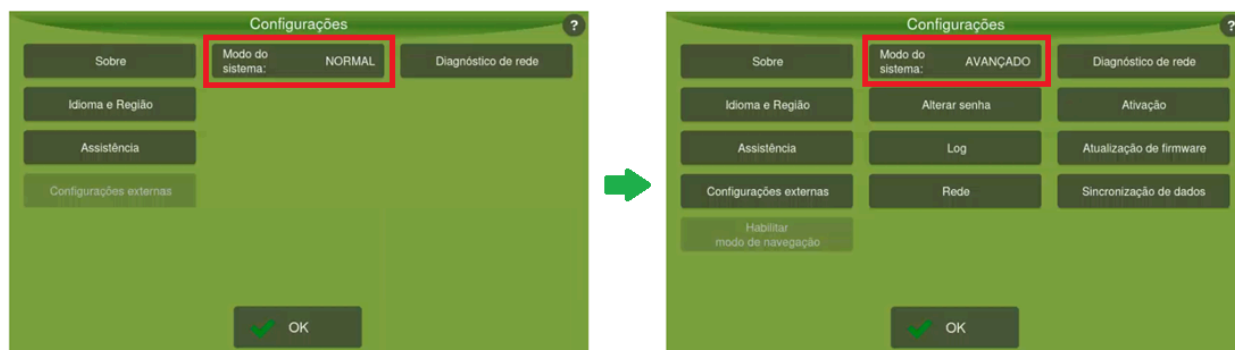 Configurações
?
Sobre
Modo do
sistema:
NORMAL
Diagnóstico de rede
Idioma e Região
Assistência
Configurações externas
OK
Configurações
?
Sobre
Modo do
sistema:
AVANÇADO
Diagnóstico de rede
Idioma e Região
Alterar senha
Ativação
Assistência
Log
Atualização de firmware
Configurações externas
Rede
Sincronização de dados
Habilitar
modo de navegação
OK